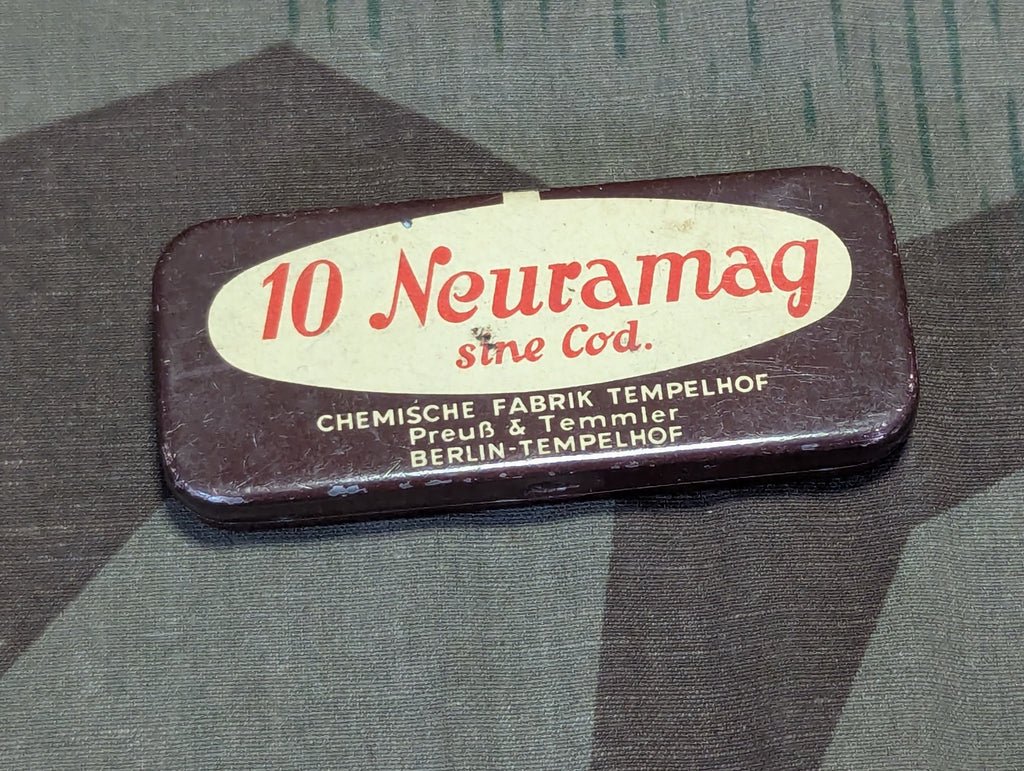 10 Neuramag
sine Cod.
CHEMISCHE FABRIK TEMPELHOF
Preuß & Temmler
BERLIN-TEMPELHOF